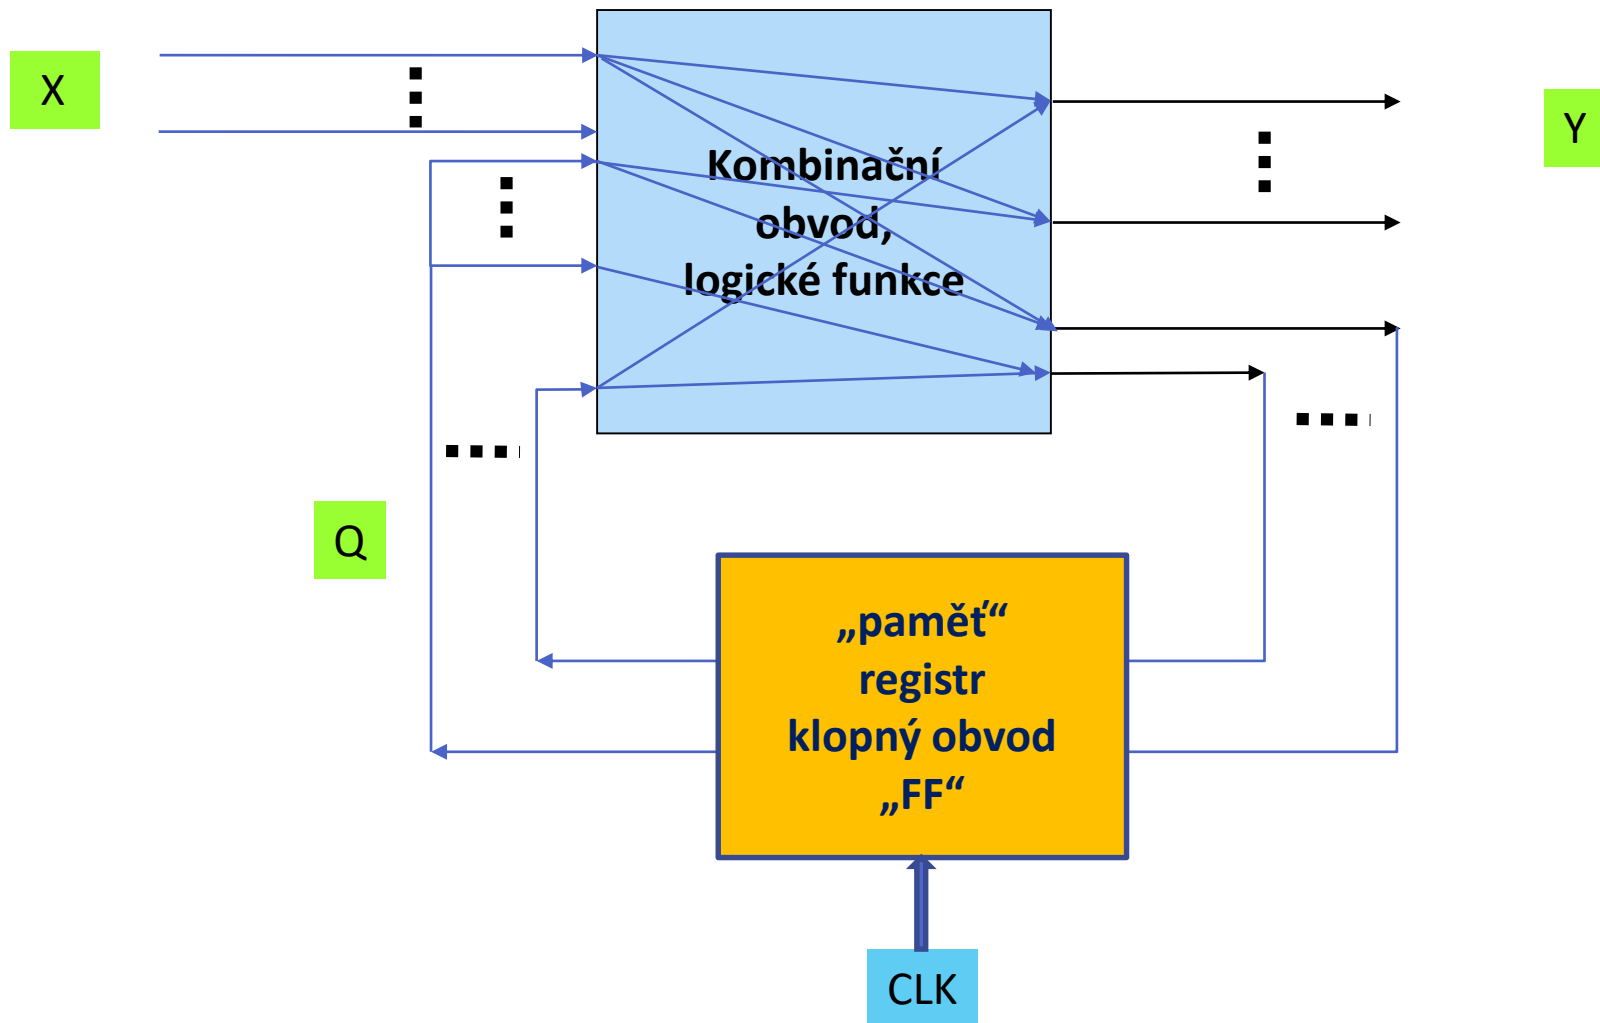 X
Y
Kombinační
obvod,
logické funkce
Q
„paměť“
registr
klopný obvod
„FF“
CLK